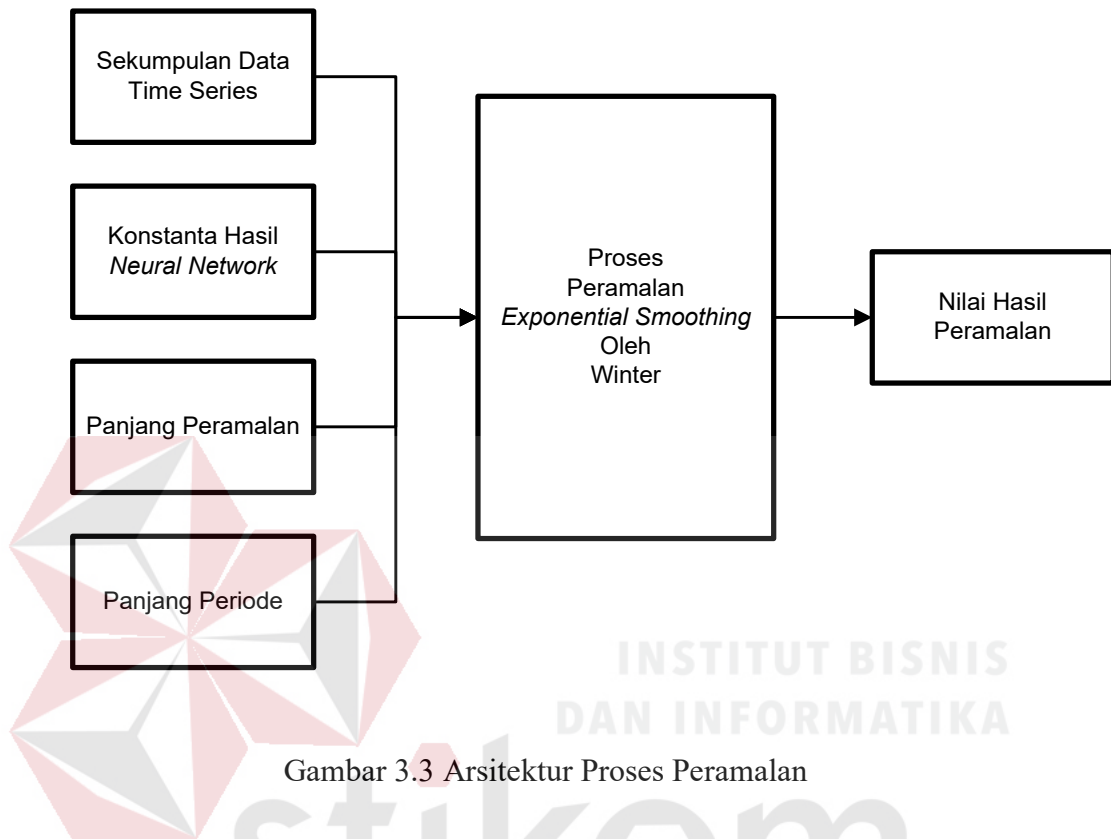 Sekumpulan Data
Time Series
Konstanta Hasil
Neural Network
Panjang Peramalan
Panjang Periode
Proses
Peramalan
Exponential Smoothing
Oleh
Winter
Nilai Hasil
Peramalan
INSTITUT BISNIS
DAN INFORMATIKA
Gambar 3.3 Arsitektur Proses Peramalan
stikom